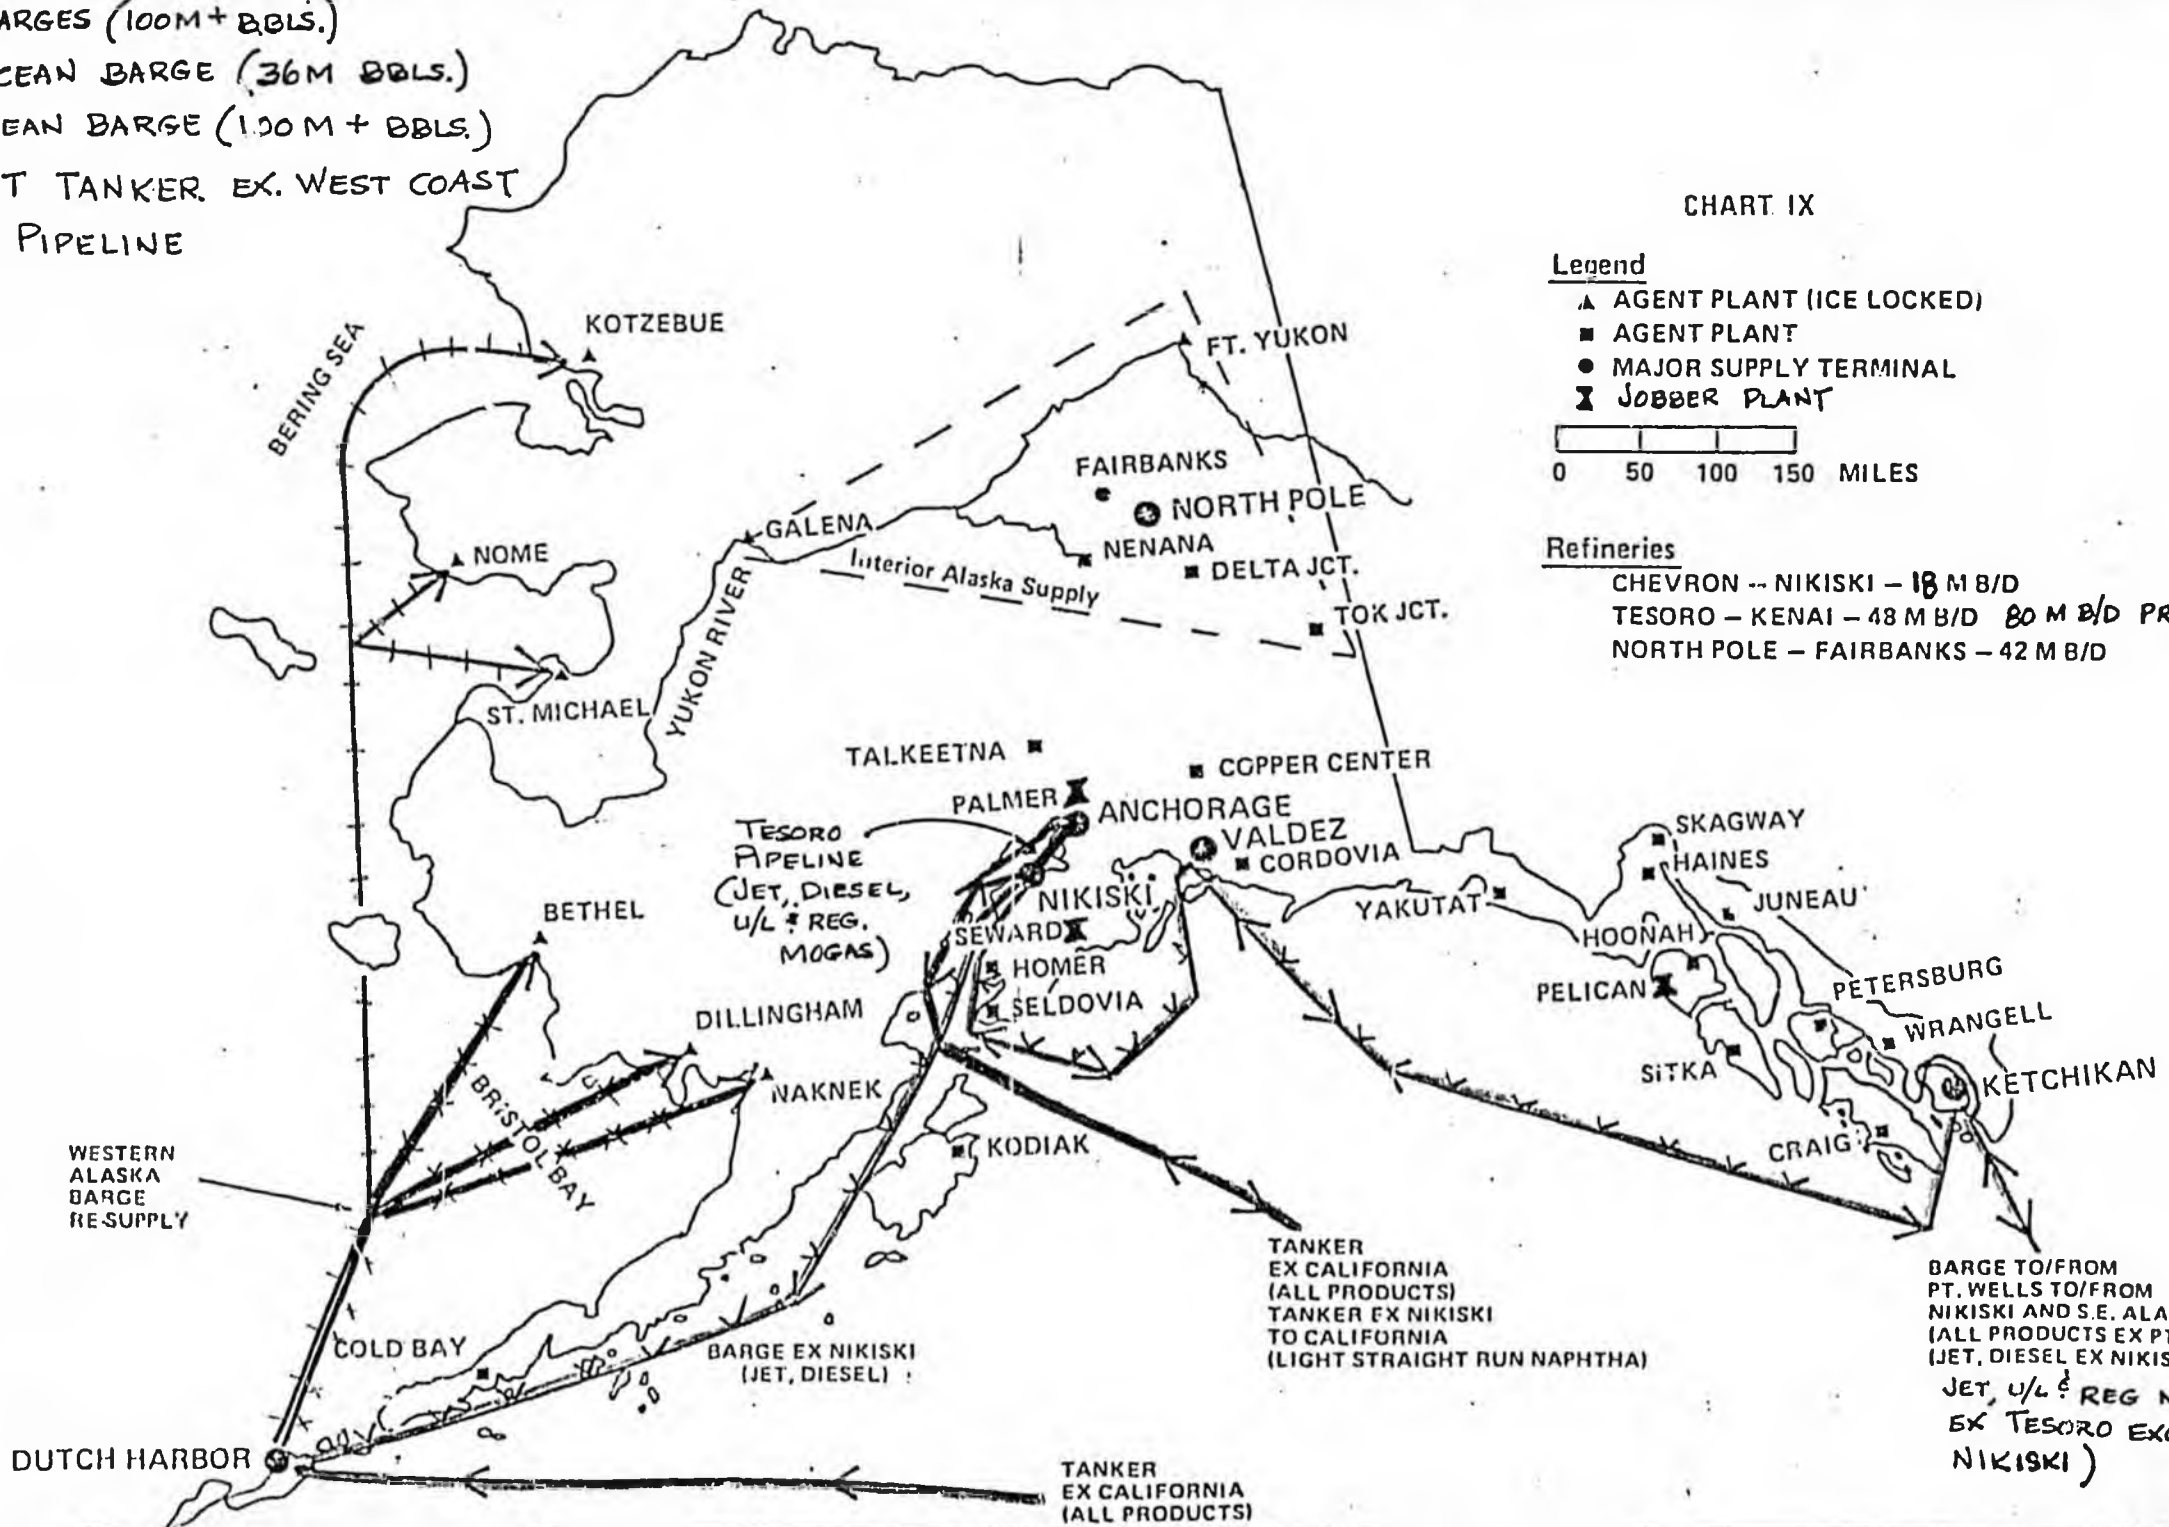 ARGES (100M+ BBLS.)
CEAN BARGE (36M BBLS.)
EAN BARGE (100M+ BBLS.)
T TANKER. EX. WEST COAST
PIPELINE
CHART IX
Legend
AGENT PLANT (ICE LOCKED)
AGENT PLANT
MAJOR SUPPLY TERMINAL
JOBBER PLANT
0 50 100 150 MILES
Refineries
CHEVRON -- NIKISKI – 18 M B/D
TESORO – KENAI – 48 M B/D 80 M B/D PR
NORTH POLE – FAIRBANKS – 42 M B/D
KOTZEBUE
BERING SEA
FT. YUKON
FAIRBANKS
NORTH POLE
GALENA
NENANA
DELTA JCT.
Interior Alaska Supply
TOK JCT.
NOME
YUKON RIVER
ST. MICHAEL
TALKEETNA
COPPER CENTER
PALMER
ANCHORAGE
TESORO
PIPELINE
(JET, DIESEL,
U/L & REG.
MOGAS)
VALDEZ
CORDOVIA
NIKISKI
SEWARD
HOMER
SELDOVIA
SKAGWAY
HAINES
YAKUTAT
JUNEAU
HOONAH
PELICAN
PETERSBURG
WRANGELL
SITKA
KETCHIKAN
CRAIG
BETHEL
DILLINGHAM
NAKNEK
BRISTOL BAY
KODIAK
WESTERN
ALASKA
BARGE
RE-SUPPLY
COLD BAY
BARGE EX NIKISKI
(JET, DIESEL)
TANKER
EX CALIFORNIA
(ALL PRODUCTS)
TANKER EX NIKISKI
TO CALIFORNIA
(LIGHT STRAIGHT RUN NAPHTHA)
BARGE TO/FROM
PT. WELLS TO/FROM
NIKISKI AND S.E. ALA
(ALL PRODUCTS EX PT
(JET, DIESEL EX NIKIS
JET, U/L & REG
EX TESORO EXC
NIKISKI)
DUTCH HARBOR
TANKER
EX CALIFORNIA
(ALL PRODUCTS)